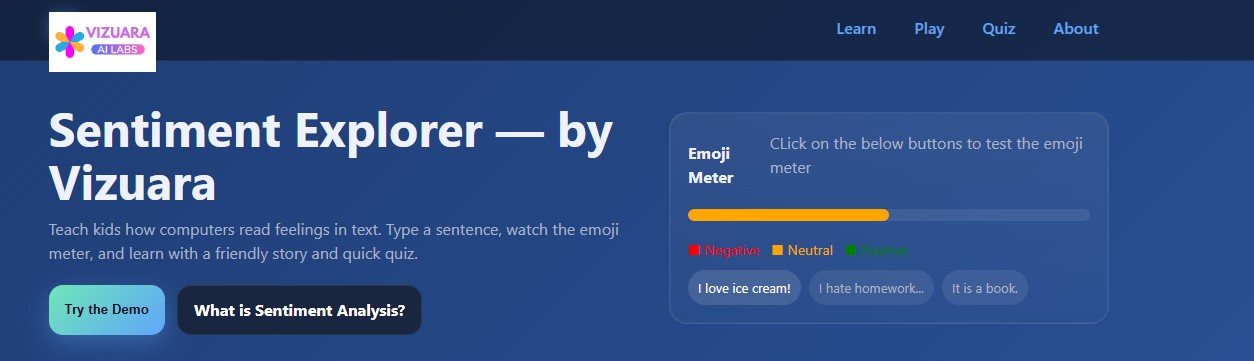 VIZUARA
AI LABS
Learn Play Quiz About
Sentiment Explorer — by
Vizuara
Teach kids how computers read feelings in text. Type a sentence, watch the emoji
meter, and learn with a friendly story and quick quiz.
Try the Demo What is Sentiment Analysis?
Emoji
Meter
CLick on the below buttons to test the emoji
meter
Negative Neutral Positive
I love ice cream! I hate homework... It is a book.